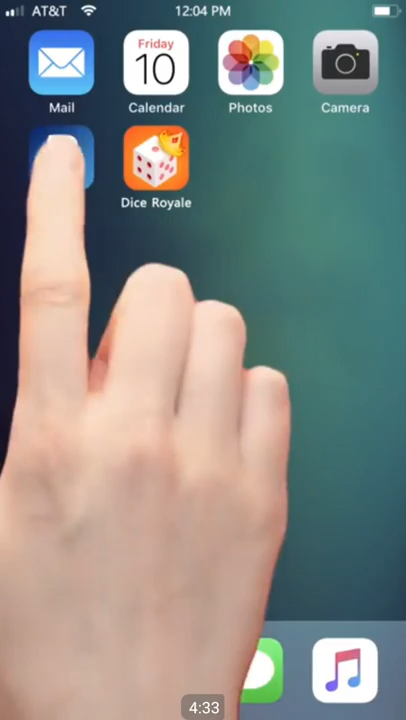 AT&T 12:04 PM
Friday
10
Mail Calendar Photos Camera
Dice Royale
4:33